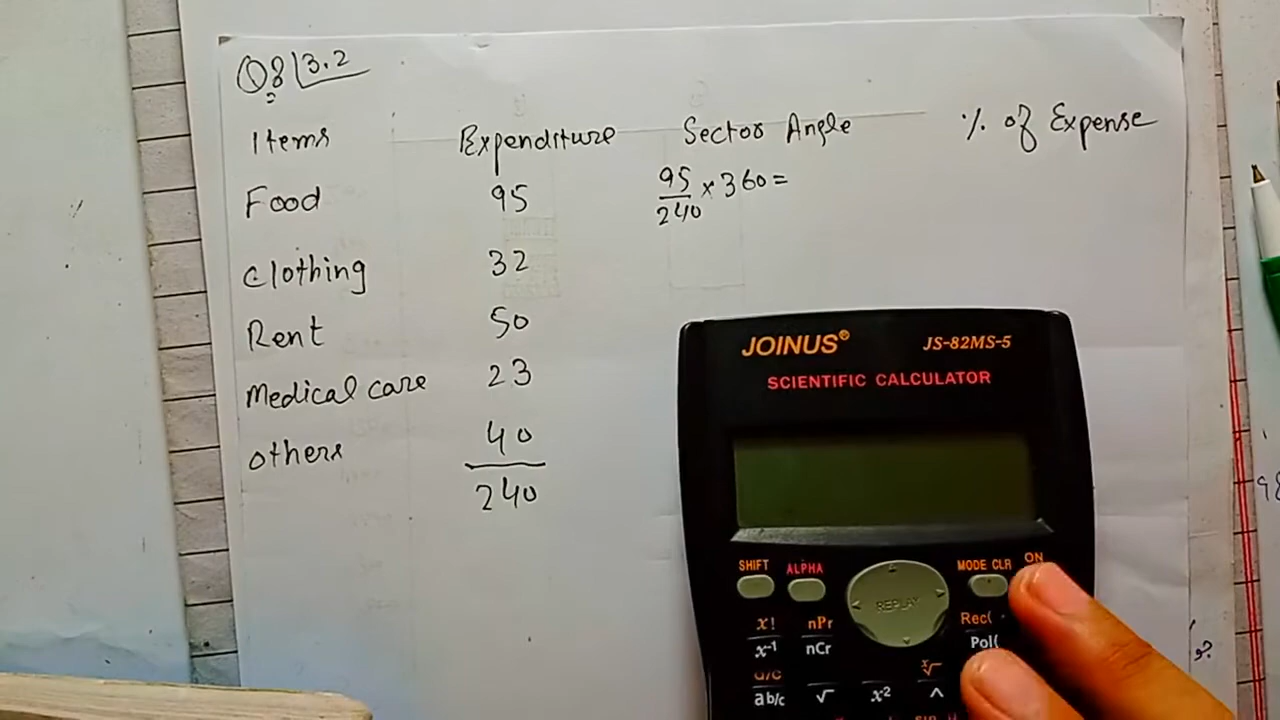 Q8 3.2
Items Expenditure Sector Angle % of Expense
Food 95 95/240 × 360 =
Clothing 32
Rent 50
Medical care 23
others 40
240
JOINUS® JS-82MS-5
SCIENTIFIC CALCULATOR
SHIFT ALPHA MODE CLR ON
REPLAY
x! nPr Rec(
x⁻¹ nCr Pol(
ab/c √ x² ^